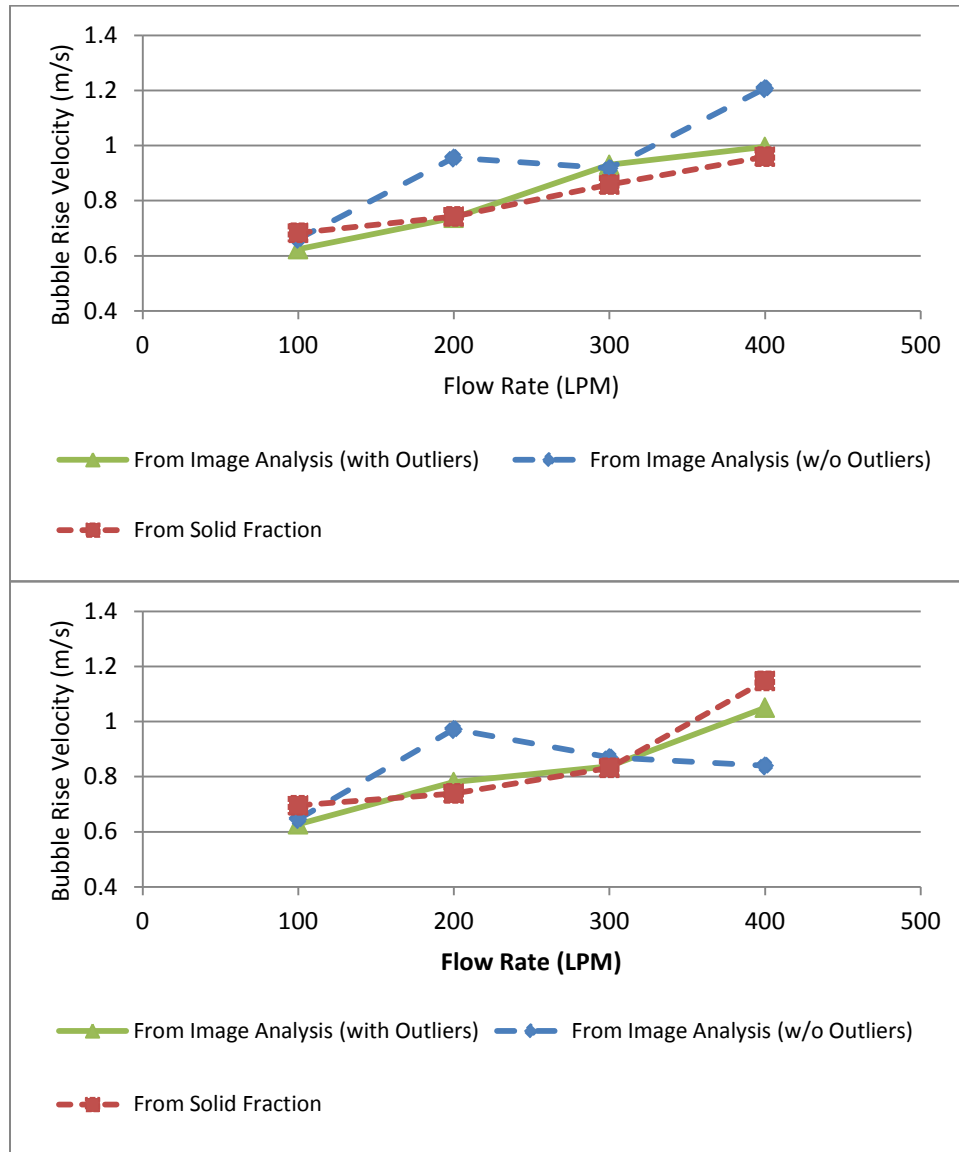 Bubble Rise Velocity (m/s)
1.4
1.2
1
0.8
0.6
0.4
0 100 200 300 400 500
Flow Rate (LPM)
From Image Analysis (with Outliers) From Image Analysis (w/o Outliers)
From Solid Fraction
Bubble Rise Velocity (m/s)
1.4
1.2
1
0.8
0.6
0.4
0 100 200 300 400 500
Flow Rate (LPM)
From Image Analysis (with Outliers) From Image Analysis (w/o Outliers)
From Solid Fraction